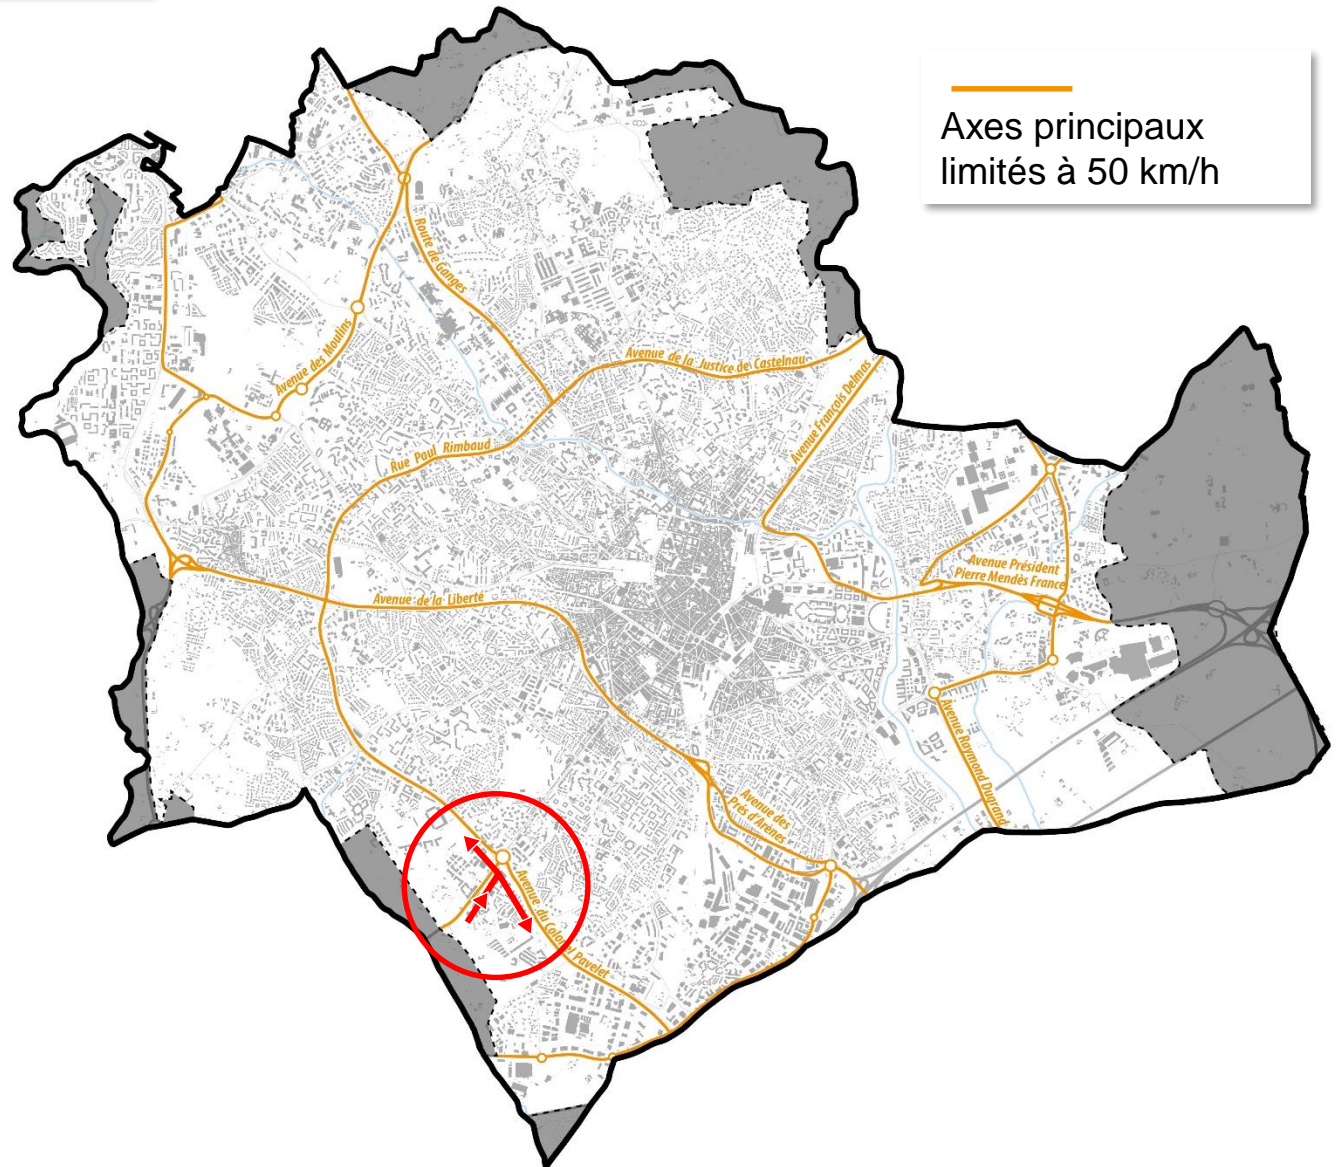 Axes principaux
limités à 50 km/h
Route de Ganges
Avenue des Moulins
Avenue de la Justice de Castelnau
Avenue François Delmas
Rue Paul Rimbaud
Avenue Président
Pierre Mendès France
Avenue de la Liberté
Avenue Raymond Dugrand
Avenue des
Prés d'Arènes
Avenue du Colonel Pavelet